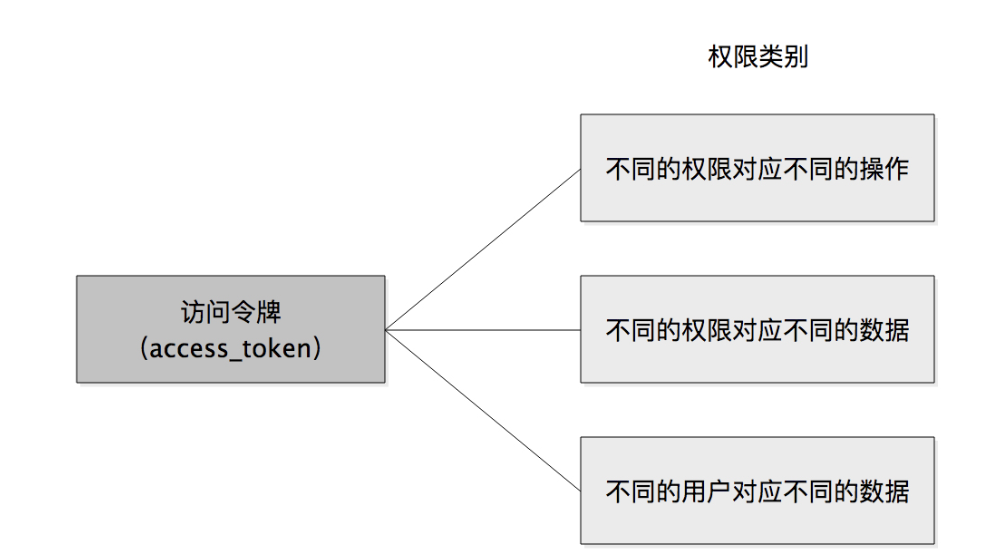 权限类别
不同的权限对应不同的操作
访问令牌
（access_token）
不同的权限对应不同的数据
不同的用户对应不同的数据